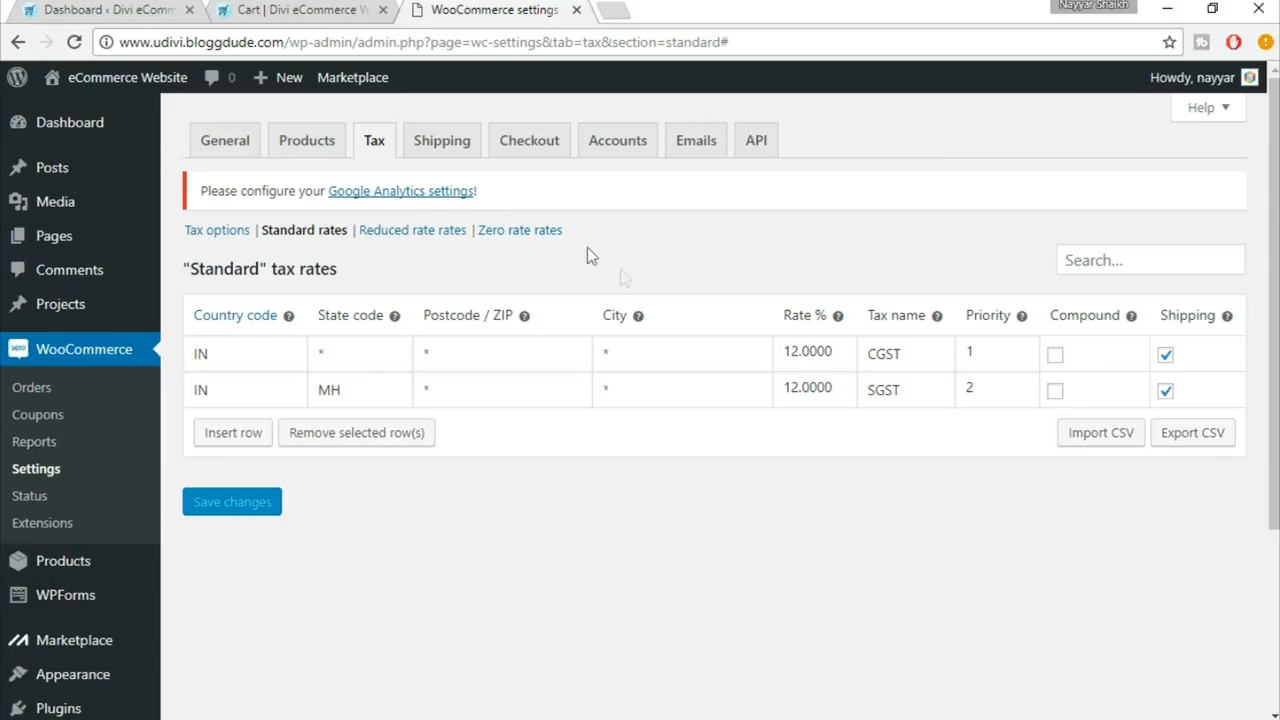 Dashboard ‹ Divi eComm
Cart | Divi eCommerce W
WooCommerce settings
Nayyar Shaikh
www.udivi.bloggdude.com/wp-admin/admin.php?page=wc-settings&tab=tax&section=standard#
eCommerce Website
0
New
Marketplace
Howdy, nayyar
Help
Dashboard
Posts
Media
Pages
Comments
Projects
WooCommerce
Orders
Coupons
Reports
Settings
Status
Extensions
Products
WPForms
Marketplace
Appearance
Plugins
General Products Tax Shipping Checkout Accounts Emails API
Please configure your Google Analytics settings!
Tax options | Standard rates | Reduced rate rates | Zero rate rates
"Standard" tax rates
Search...
Country code State code Postcode / ZIP City Rate % Tax name Priority Compound Shipping
IN * * * 12.0000 CGST 1
IN MH * * 12.0000 SGST 2
Insert row Remove selected row(s) Import CSV Export CSV
Save changes